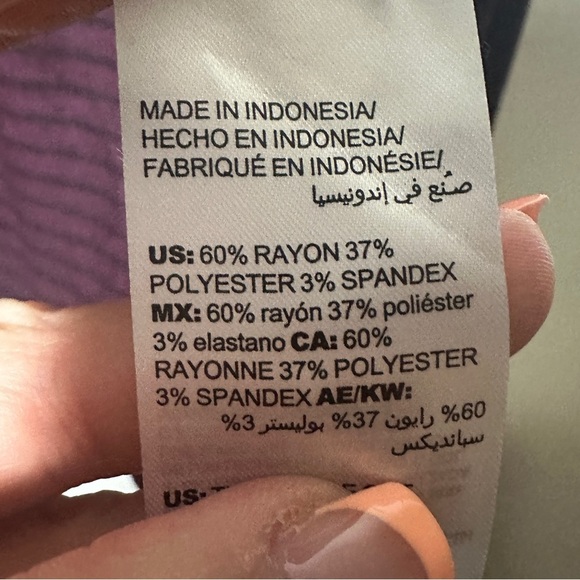 MADE IN INDONESIA/
HECHO EN INDONESIA/
FABRIQUÉ EN INDONÉSIE/
صُنع في إندونيسيا
US: 60% RAYON 37%
POLYESTER 3% SPANDEX
MX: 60% rayón 37% poliéster
3% elastano CA: 60%
RAYONNE 37% POLYESTER
3% SPANDEX AE/KW:
60% رايون 37% بوليستر 3%
سبانديكس
US: